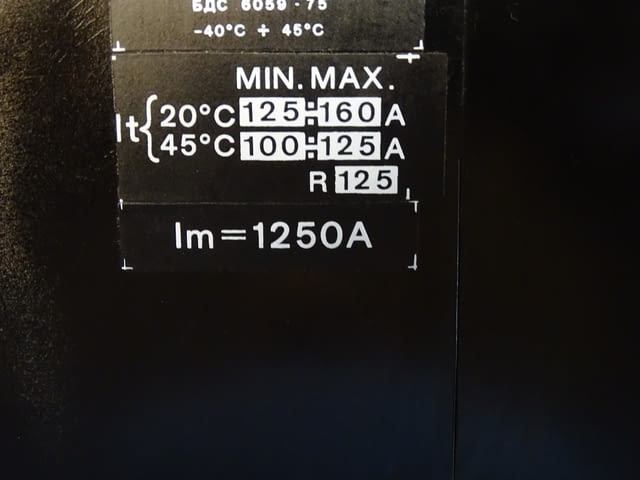 БДС 6059-75
-40°C ÷ 45°C
MIN. MAX.
It { 20°C 125÷160 A
45°C 100÷125 A
R 125
Im=1250A